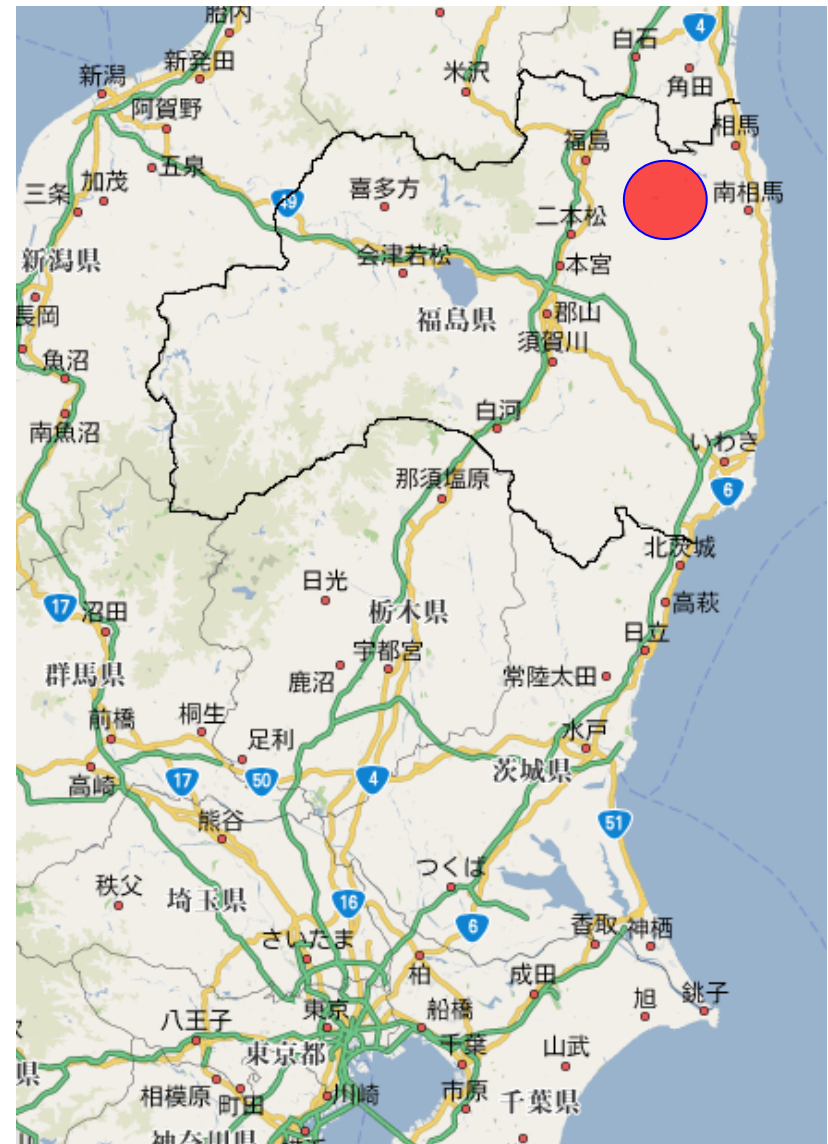 胎内
4
白石
新発田
米沢
新潟
角田
阿賀野
相馬
福島
五泉
加茂
三条
49
喜多方
南相馬
二本松
新潟県
会津若松
本宮
長岡
福島県
郡山
須賀川
魚沼
白河
南魚沼
いわき
那須塩原
6
北茨城
日光
17
沼田
栃木県
高萩
日立
宇都宮
群馬県
鹿沼
常陸太田
前橋
桐生
足利
水戸
高崎
17
50
4
茨城県
熊谷
51
つくば
秩父
埼玉県
16
6
香取
神栖
さいたま
柏
成田
旭
銚子
八王子
東京
船橋
東京都
千葉
山武
県
相模原
町田
川崎
市原
千葉県
神奈川県